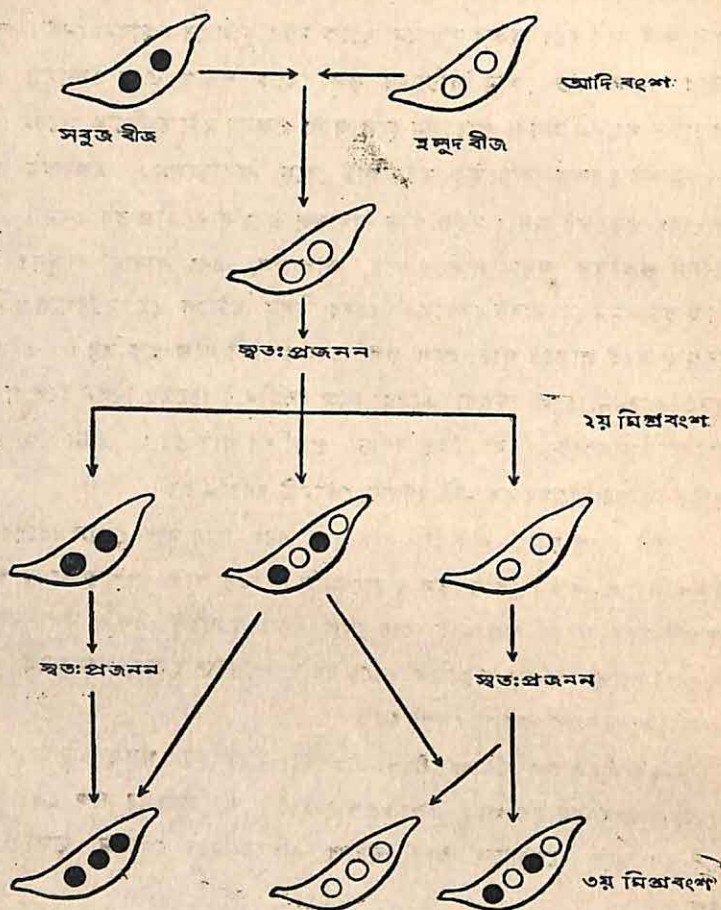 আদি বংশ
সবুজ বীজ
হলুদ বীজ
স্বতঃপ্রজনন
২য় মিশ্রবংশ
স্বতঃপ্রজনন
স্বতঃপ্রজনন
৩য় মিশ্রবংশ